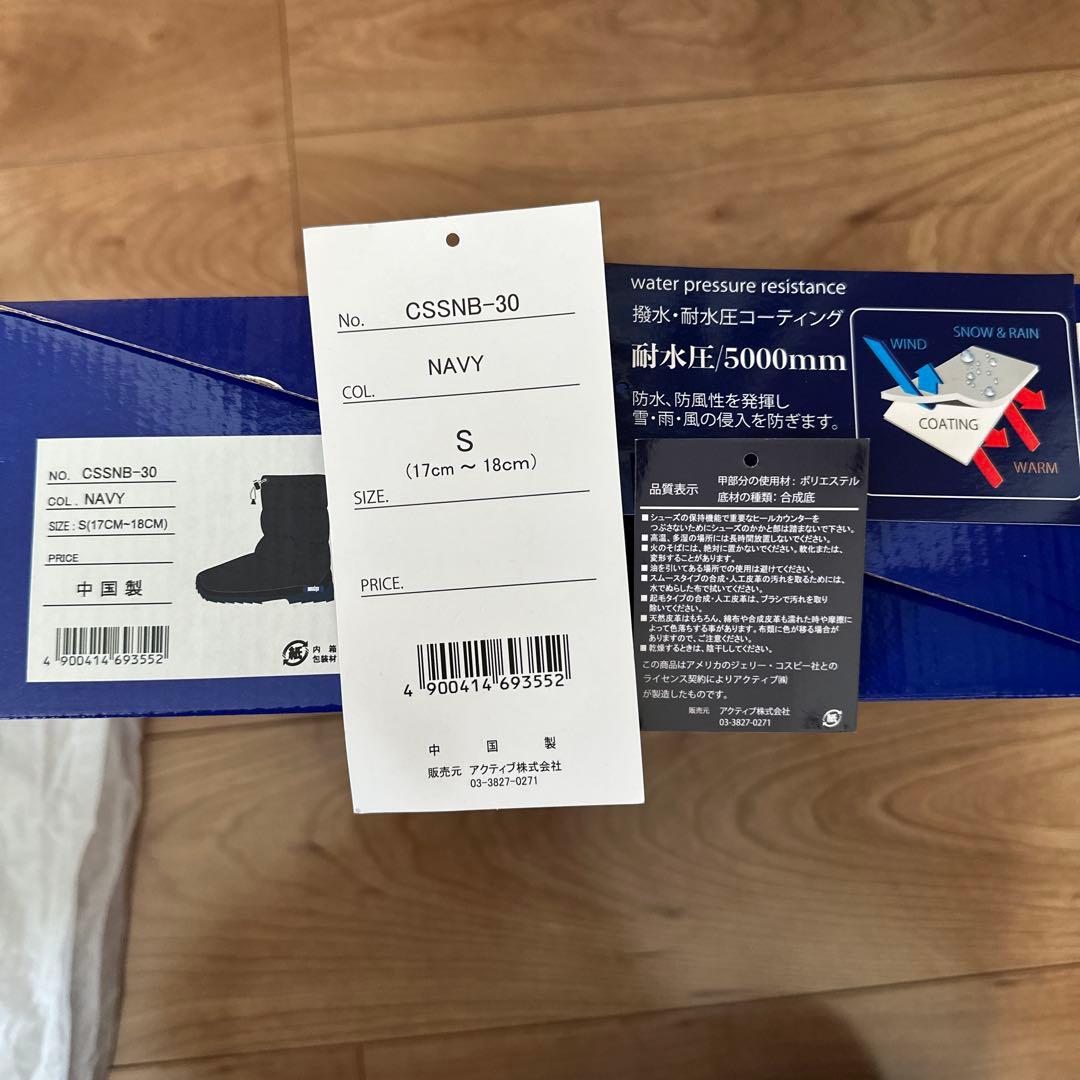 NO. CSSNB-30
COL. NAVY
SIZE : S(17CM~18CM)
PRICE
中国製
4 900414 693552
紙
内箱
包装材
No. CSSNB-30
COL. NAVY
S
(17cm ～ 18cm)
SIZE.
PRICE.
4 900414 693552
中 国 製
販売元 アクティブ株式会社
03-3827-0271
water pressure resistance
撥水・耐水圧コーティング
耐水圧/5000mm
防水、防風性を発揮し
雪・雨・風の侵入を防ぎます。
WIND
SNOW & RAIN
COATING
WARM
品質表示
甲部分の使用材：ポリエステル
底材の種類：合成底
■シューズの保持機能で重要なヒールカウンターを
つぶさないためにシューズのかかと部は踏まないで下さい。
■高温、多湿の場所には長時間放置しないでください。
■火のそばには、絶対に置かないでください。軟化または、
変形することがあります。
■油を引いてある場所での使用は避けてください。
■スムースタイプの合成・人工皮革の汚れを取るためには、
水でぬらした布で拭いてください。
■起毛タイプの合成・人工皮革は、ブラシで汚れを取り
除いてください。
■天然皮革はもちろん、綿布や合成皮革も濡れた時や摩擦に
よって色落ちする事があります。布類に色が移る場合が
ありますので、ご注意ください。
■乾燥するときは、陰干ししてください。
この商品はアメリカのジェリー・コスビー社との
ライセンス契約によりアクティブ㈱
が製造したものです。
販売元 アクティブ株式会社
03-3827-0271
紙